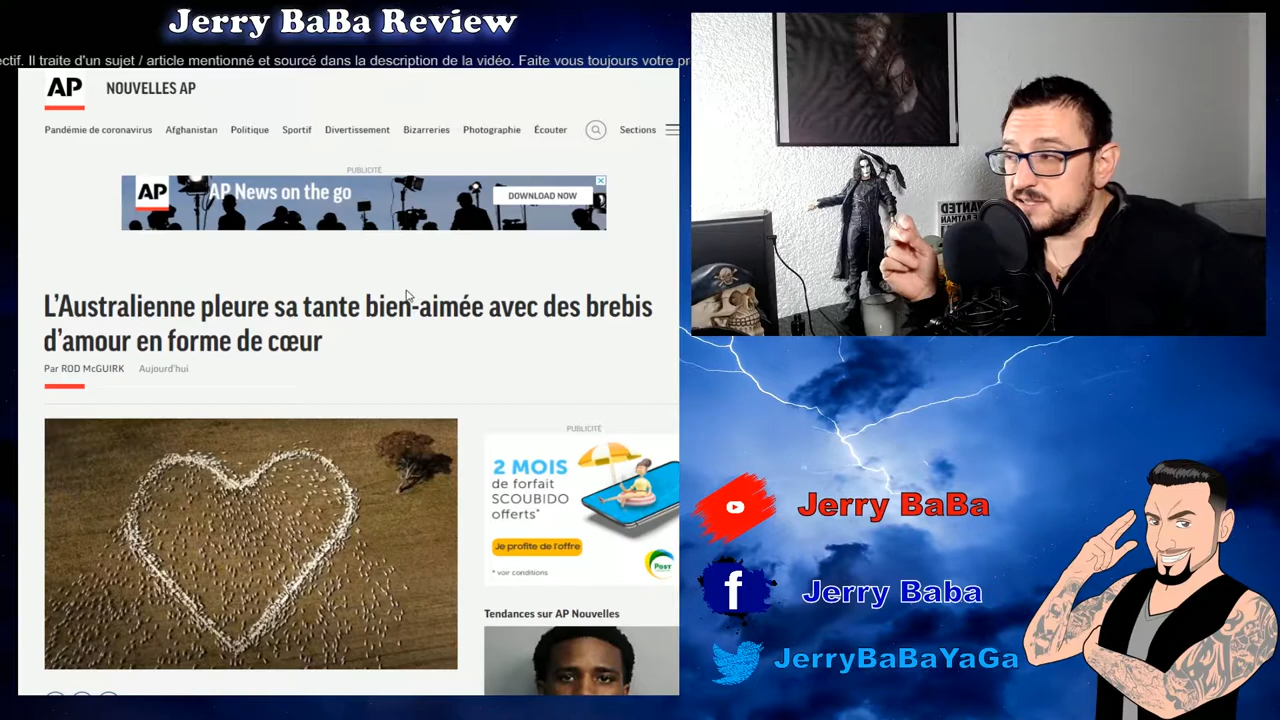 Jerry BaBa Review
ectif. Il traite d'un sujet / article mentionné et sourcé dans la description de la vidéo. Faite vous toujours votre pr
AP NOUVELLES AP
Pandémie de coronavirus Afghanistan Politique Sportif Divertissement Bizarreries Photographie Écouter Sections
PUBLICITÉ
AP AP News on the go DOWNLOAD NOW
L’Australienne pleure sa tante bien-aimée avec des brebis
d’amour en forme de cœur
Par ROD McGUIRK Aujourd'hui
PUBLICITÉ
2 MOIS
de forfait
SCOUBIDO
offerts*
Je profite de l'offre
* voir conditions
POST
Tendances sur AP Nouvelles
WANTED
Jerry BaBa
f Jerry Baba
JerryBaBaYaGa